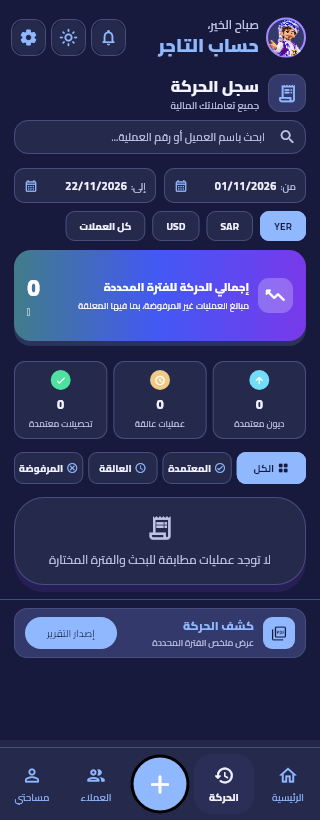 صباح الخير،
حساب التاجر
سجل الحركة
جميع تعاملاتك المالية
ابحث باسم العميل أو رقم العملية...
من: 01/11/2026
إلى: 22/11/2026
YER
SAR
USD
كل العملات
إجمالي الحركة للفترة المحددة
مبالغ العمليات غير المرفوضة، بما فيها المعلقة
0
0
ديون معتمدة
0
عمليات عالقة
0
تحصيلات معتمدة
الكل
المعتمدة
العالقة
المرفوضة
لا توجد عمليات مطابقة للبحث والفترة المختارة
PDF
كشف الحركة
عرض ملخص الفترة المحددة
إصدار التقرير
الرئيسية
الحركة
العملاء
مساحتي